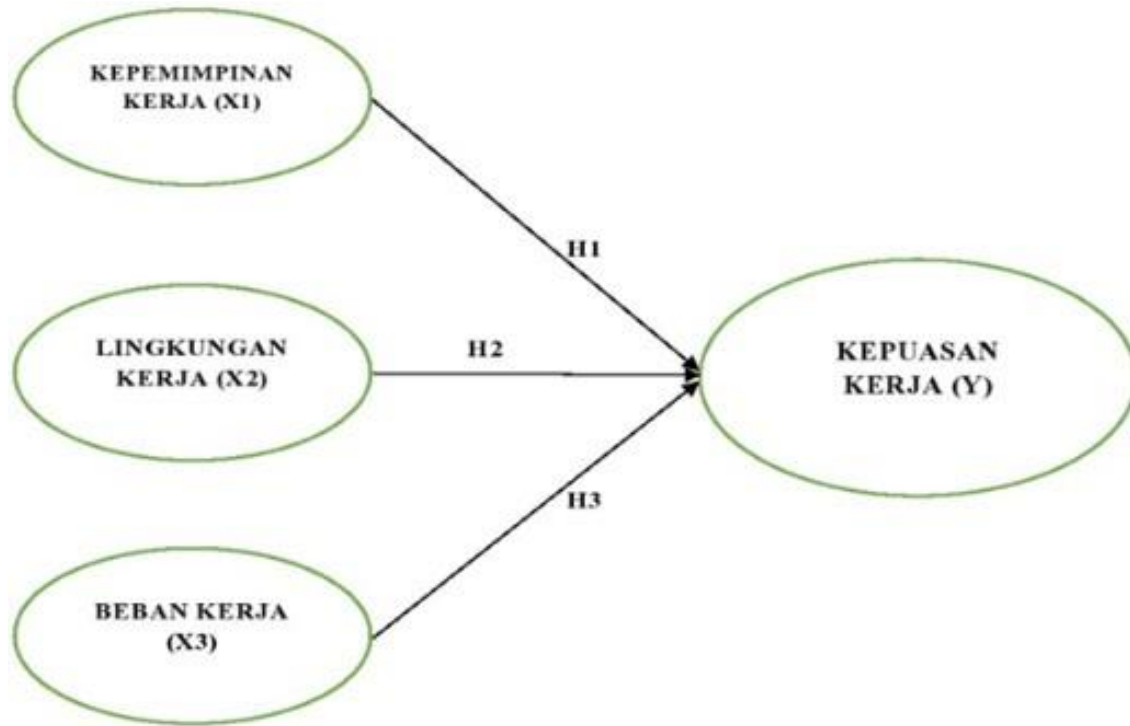 KEPEMIMPINAN
KERJA (X1)
H1
LINGKUNGAN
KERJA (X2)
H2
KEPUASAN
KERJA (Y)
H3
BEBAN KERJA
(X3)